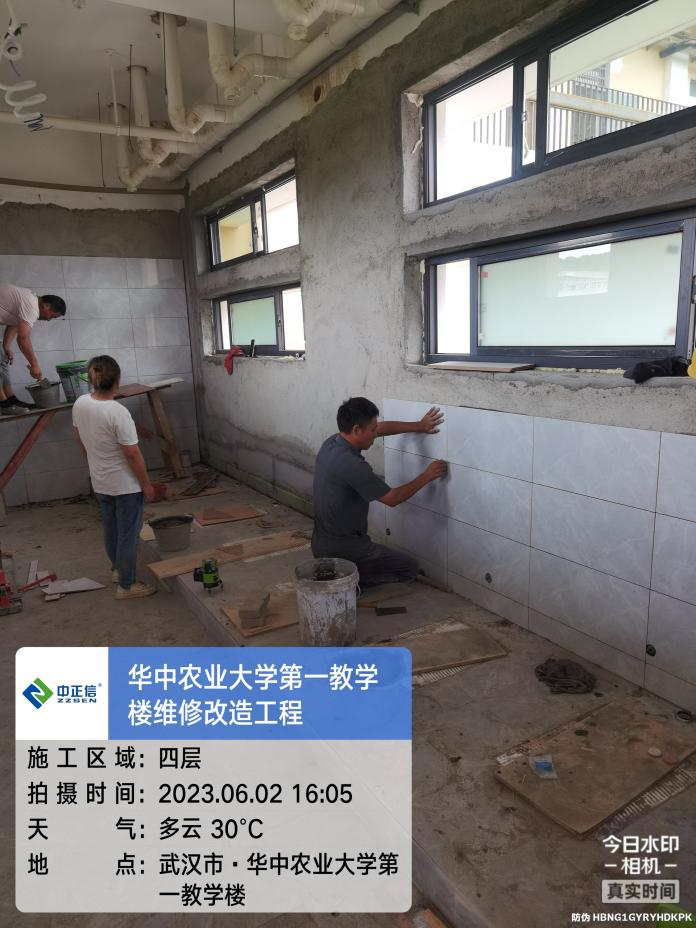 中正信®
ZZSEN
华中农业大学第一教学
楼维修改造工程
施工区域：四层
拍摄时间：2023.06.02 16:05
天气：多云 30℃
地点：武汉市·华中农业大学第
一教学楼
今日水印
相机
真实时间
防伪 HBNG1GYRYHDKPK